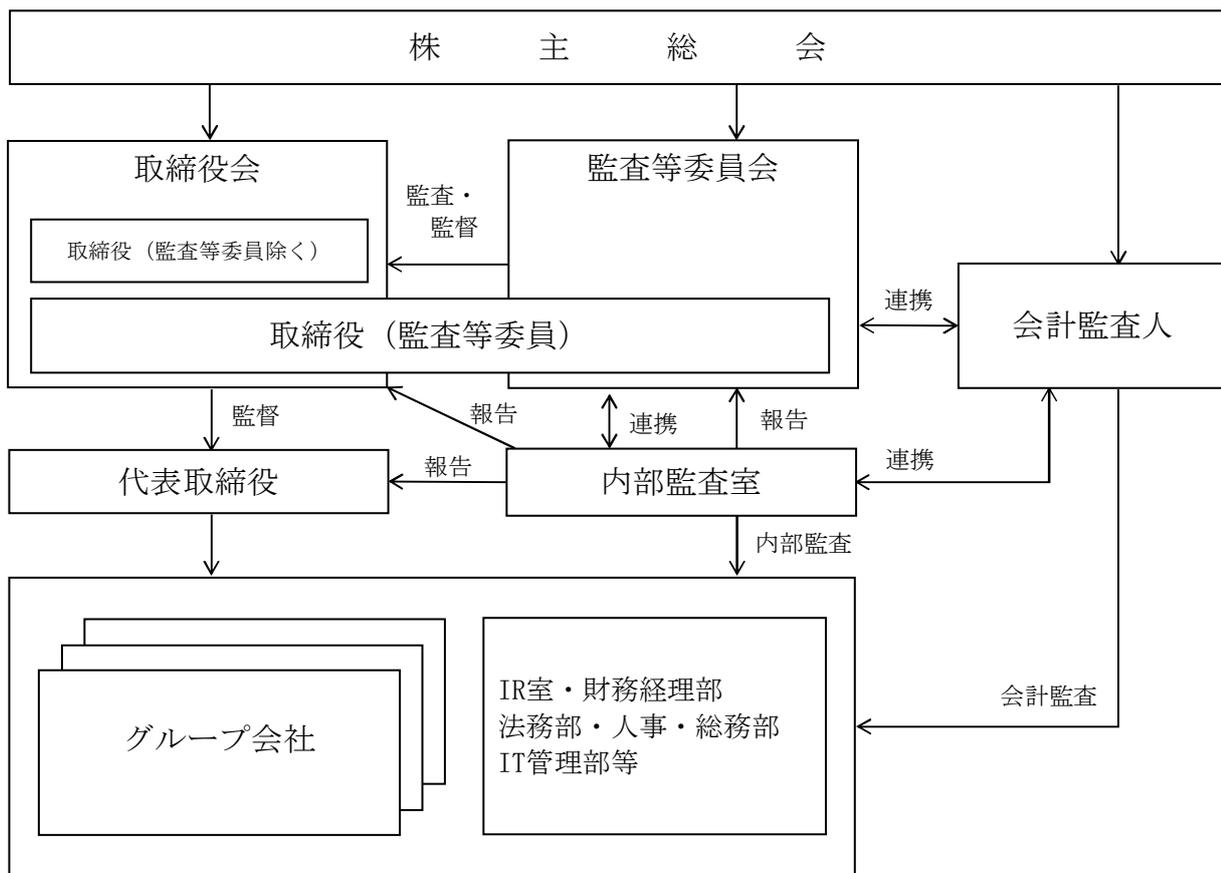 株主総会
取締役会
監査等委員会
監査・
監督
取締役（監査等委員除く）
連携
会計監査人
取締役（監査等委員）
監督
報告
連携
報告
代表取締役
報告
内部監査室
連携
内部監査
グループ会社
IR室・財務経理部
法務部・人事・総務部
IT管理部等
会計監査